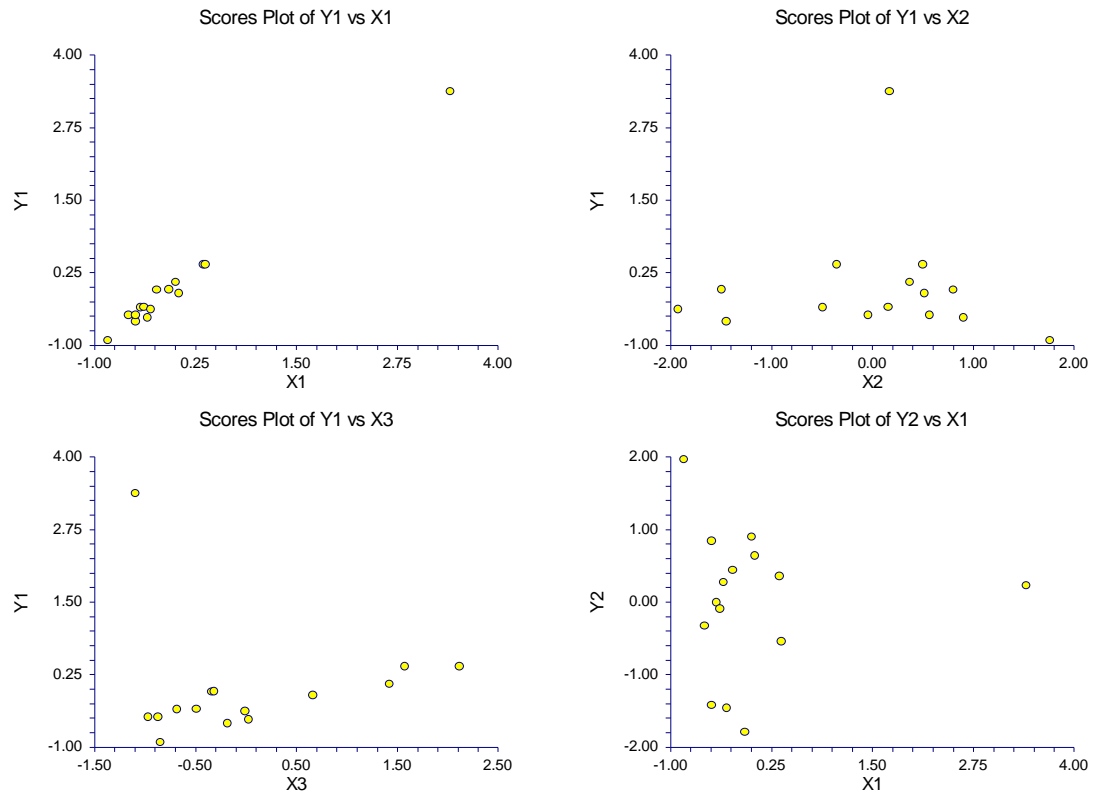 Scores Plot of Y1 vs X1
4.00
2.75
1.50
0.25
-1.00
Y1
-1.00 0.25 1.50 2.75 4.00
X1
Scores Plot of Y1 vs X2
4.00
2.75
1.50
0.25
-1.00
Y1
-2.00 -1.00 0.00 1.00 2.00
X2
Scores Plot of Y1 vs X3
4.00
2.75
1.50
0.25
-1.00
Y1
-1.50 -0.50 0.50 1.50 2.50
X3
Scores Plot of Y2 vs X1
2.00
1.00
0.00
-1.00
-2.00
Y2
-1.00 0.25 1.50 2.75 4.00
X1